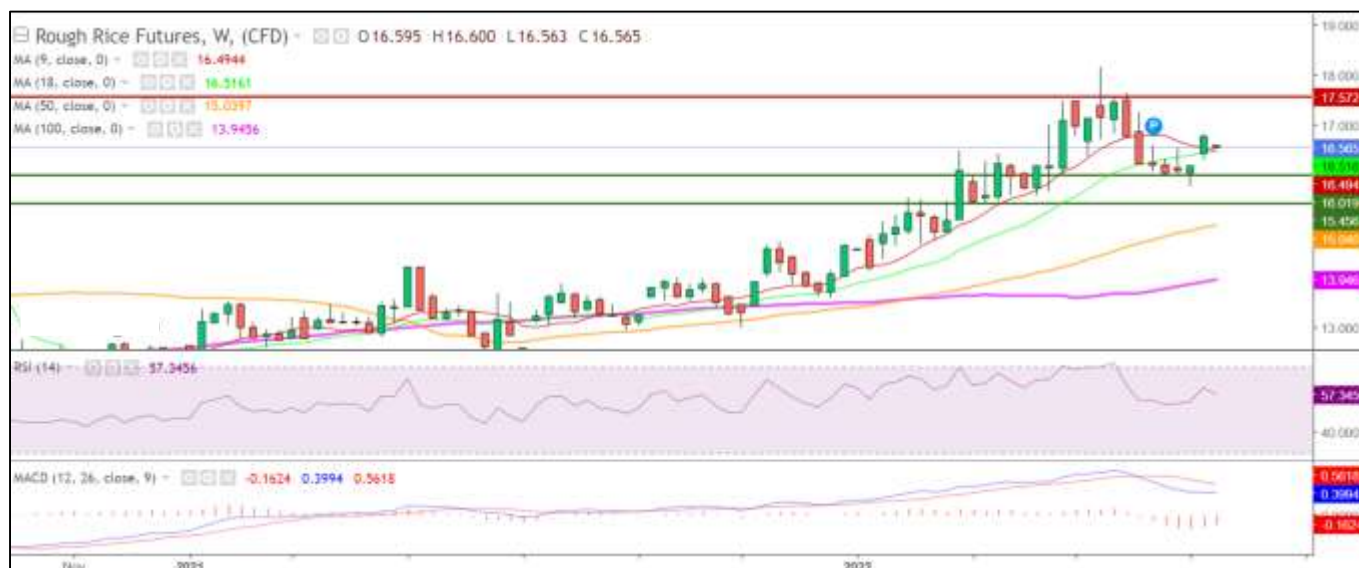 Rough Rice Futures, W, (CFD) O16.595 H16.600 L16.563 C16.565
MA (9, close, 0) 16.4944
MA (18, close, 0) 16.5161
MA (50, close, 0) 15.0397
MA (100, close, 0) 13.9456
19.000
18.000
17.572
17.000
P
16.565
16.516
16.494
16.019
15.456
15.040
13.946
13.000
RSI (14) 57.3456
57.345
40.000
MACD (12, 26, close, 9) -0.1624 0.3994 0.5618
0.5618
0.3994
-0.1624
Nov 2021 2022